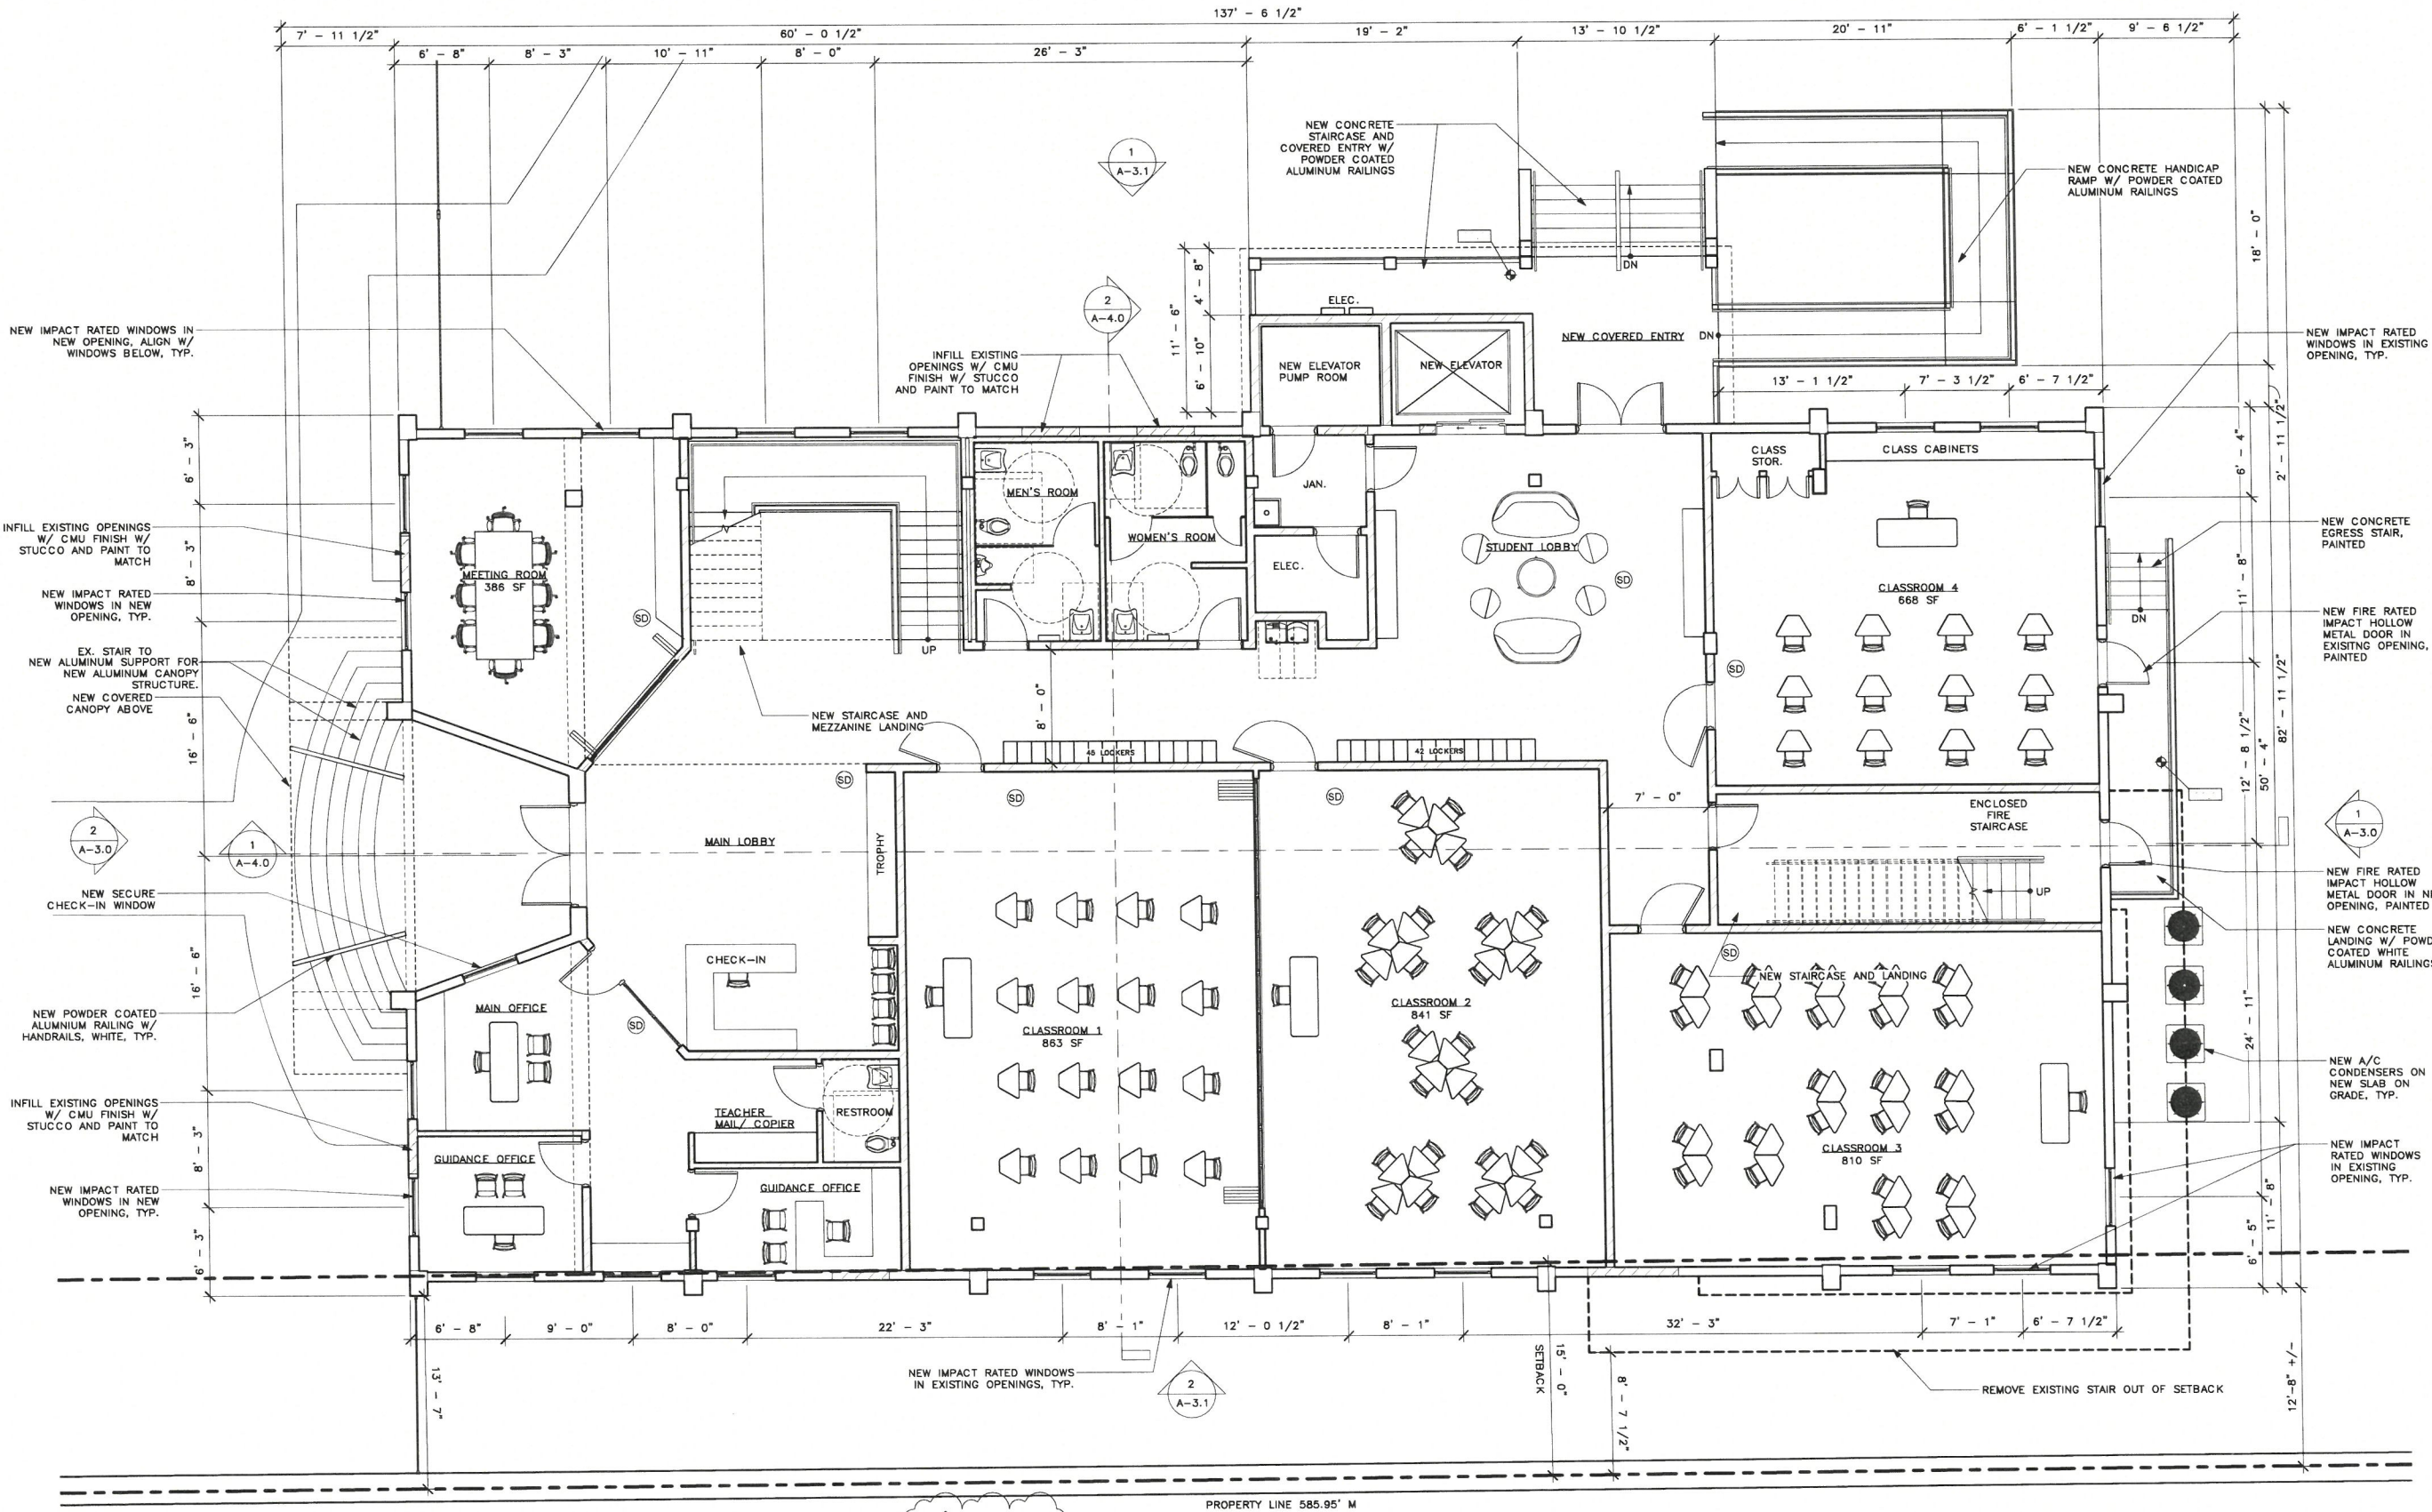 137' - 6 1/2"
7' - 11 1/2"
60' - 0 1/2"
19' - 2"
13' - 10 1/2"
20' - 11"
6' - 1 1/2"
9' - 6 1/2"
6' - 8"
8' - 3"
10' - 11"
8' - 0"
26' - 3"
NEW CONCRETE
STAIRCASE AND
COVERED ENTRY W/
POWDER COATED
ALUMINUM RAILINGS
1
A-3.1
NEW CONCRETE HANDICAP
RAMP W/ POWDER COATED
ALUMINUM RAILINGS
18' - 0"
DN
2
A-4.0
11' - 6"
4' - 8"
6' - 10"
ELEC.
NEW COVERED ENTRY
DN
NEW IMPACT RATED WINDOWS IN
NEW OPENING, ALIGN W/
WINDOWS BELOW, TYP.
INFILL EXISTING
OPENINGS W/ CMU
FINISH W/ STUCCO
AND PAINT TO MATCH
NEW ELEVATOR
PUMP ROOM
NEW ELEVATOR
NEW IMPACT RATED
WINDOWS IN EXISTING
OPENING, TYP.
13' - 1 1/2"
7' - 3 1/2"
6' - 7 1/2"
2' - 11 1/2"
6' - 3"
6' - 4"
CLASS
STOR.
CLASS CABINETS
MEN'S ROOM
JAN.
INFILL EXISTING OPENINGS
W/ CMU FINISH W/
STUCCO AND PAINT TO
MATCH
8' - 3"
WOMEN'S ROOM
STUDENT LOBBY
ELEC.
SD
NEW CONCRETE
EGRESS STAIR,
PAINTED
11' - 8"
MEETING ROOM
386 SF
SD
CLASSROOM 4
668 SF
NEW IMPACT RATED
WINDOWS IN NEW
OPENING, TYP.
DN
NEW FIRE RATED
IMPACT HOLLOW
METAL DOOR IN
EXISITNG OPENING,
PAINTED
EX. STAIR TO
NEW ALUMINUM SUPPORT FOR
NEW ALUMINUM CANOPY
STRUCTURE.
NEW COVERED
CANOPY ABOVE
UP
SD
8' - 0"
NEW STAIRCASE AND
MEZZANINE LANDING
16' - 6"
45 LOCKERS
42 LOCKERS
12' - 8 1/2"
50' - 4"
82' - 11 1/2"
SD
SD
SD
7' - 0"
ENCLOSED
FIRE
STAIRCASE
2
A-3.0
1
A-4.0
MAIN LOBBY
TROPHY
1
A-3.0
NEW SECURE
CHECK-IN WINDOW
UP
NEW FIRE RATED
IMPACT HOLLOW
METAL DOOR IN
OPENING, PAINTED
CHECK-IN
SD
NEW STAIRCASE AND LANDING
NEW CONCRETE
LANDING W/
COATED WHITE
ALUMINUM
16' - 6"
MAIN OFFICE
SD
CLASSROOM 1
863 SF
CLASSROOM 2
841 SF
24' - 11"
NEW POWDER COATED
ALUMNIUM RAILING W/
HANDRAILS, WHITE, TYP.
NEW A/C
CONDENSERS ON
NEW SLAB ON
GRADE, TYP.
INFILL EXISTING OPENINGS
W/ CMU FINISH W/
STUCCO AND PAINT TO
MATCH
TEACHER
MAIL/ COPIER
RESTROOM
8' - 3"
GUIDANCE OFFICE
CLASSROOM 3
810 SF
NEW IMPACT
RATED WINDOWS
IN EXISTING
OPENING, TYP.
NEW IMPACT RATED
WINDOWS IN NEW
OPENING, TYP.
GUIDANCE OFFICE
11' - 8"
6' - 3"
6' - 5"
6' - 8"
9' - 0"
8' - 0"
22' - 3"
8' - 1"
12' - 0 1/2"
8' - 1"
32' - 3"
7' - 1"
6' - 7 1/2"
13' - 7"
NEW IMPACT RATED WINDOWS
IN EXISTING OPENINGS, TYP.
2
A-3.1
SETBACK
15' - 0"
8' - 7 1/2"
REMOVE EXISTING STAIR OUT OF SETBACK
12'-8" +/-
PROPERTY LINE 585.95' M